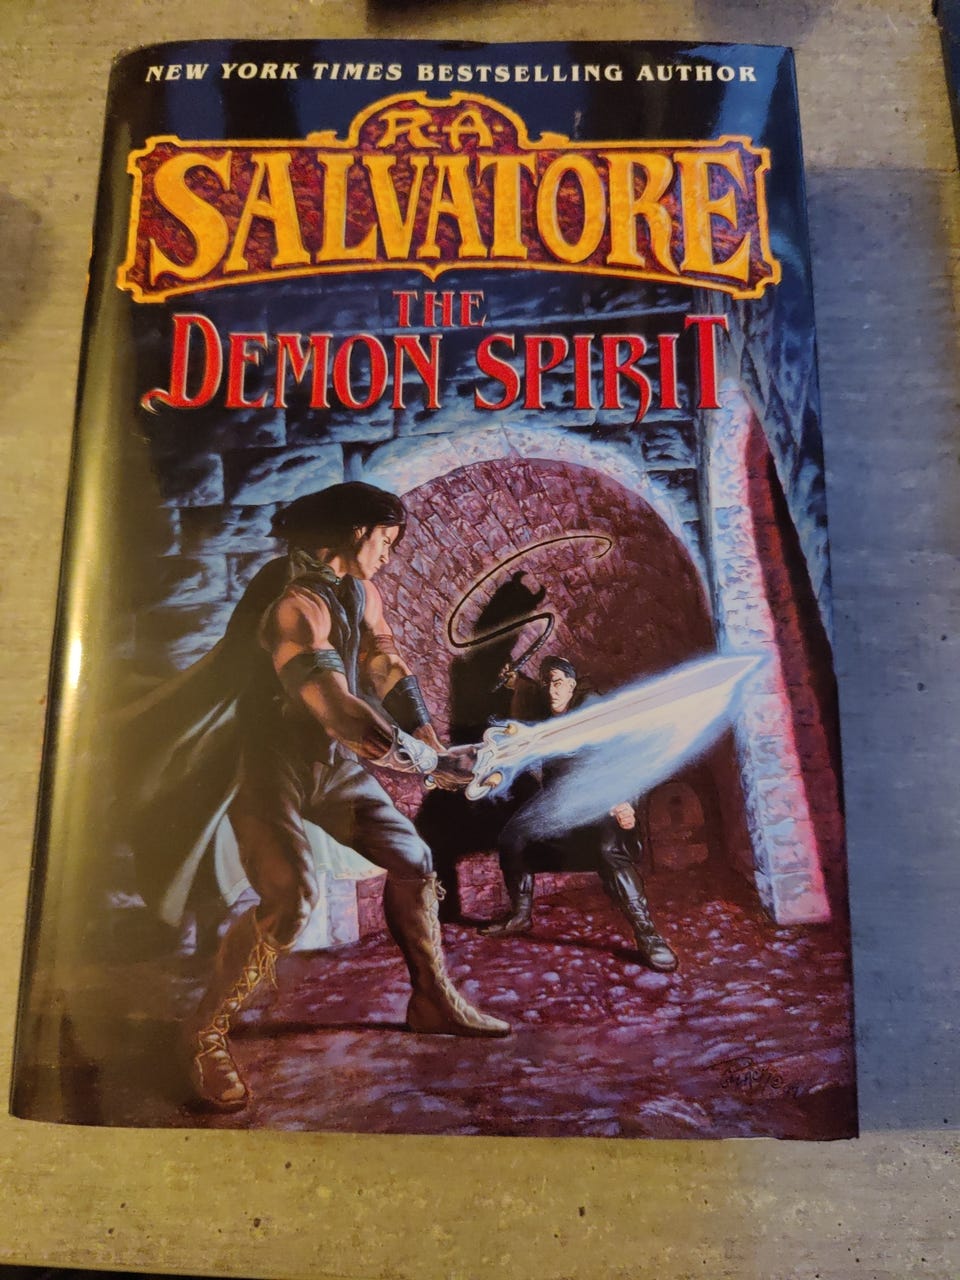 NEW YORK TIMES BESTSELLING AUTHOR
R·A·
SALVATORE
THE
DEMON SPIRIT